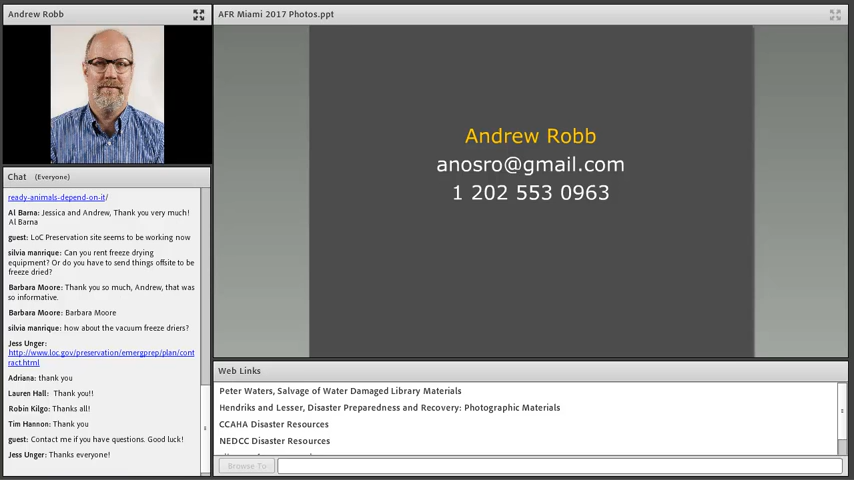 Andrew Robb
AFR Miami 2017 Photos.ppt
Andrew Robb
anosro@gmail.com
1 202 553 0963
Chat (Everyone)
ready-animals-depend-on-it/
Al Barna: Jessica and Andrew, Thank you very much!
Al Barna
guest: LoC Preservation site seems to be working now
silvia manrique: Can you rent freeze drying
equipment? Or do you have to send things offsite to be
freeze dried?
Barbara Moore: Thank you so much, Andrew, that was
so informative.
Barbara Moore: Barbara Moore
silvia manrique: how about the vacuum freeze driers?
Jess Unger:
http://www.loc.gov/preservation/emergprep/plan/cont
ract.html
Adriana: thank you
Lauren Hall: Thank you!!
Robin Kilgo: Thanks all!
Tim Hannon: Thank you
guest: Contact me if you have questions. Good luck!
Jess Unger: Thanks everyone!
Web Links
Peter Waters, Salvage of Water Damaged Library Materials
Hendriks and Lesser, Disaster Preparedness and Recovery: Photographic Materials
CCAHA Disaster Resources
NEDCC Disaster Resources
Browse To